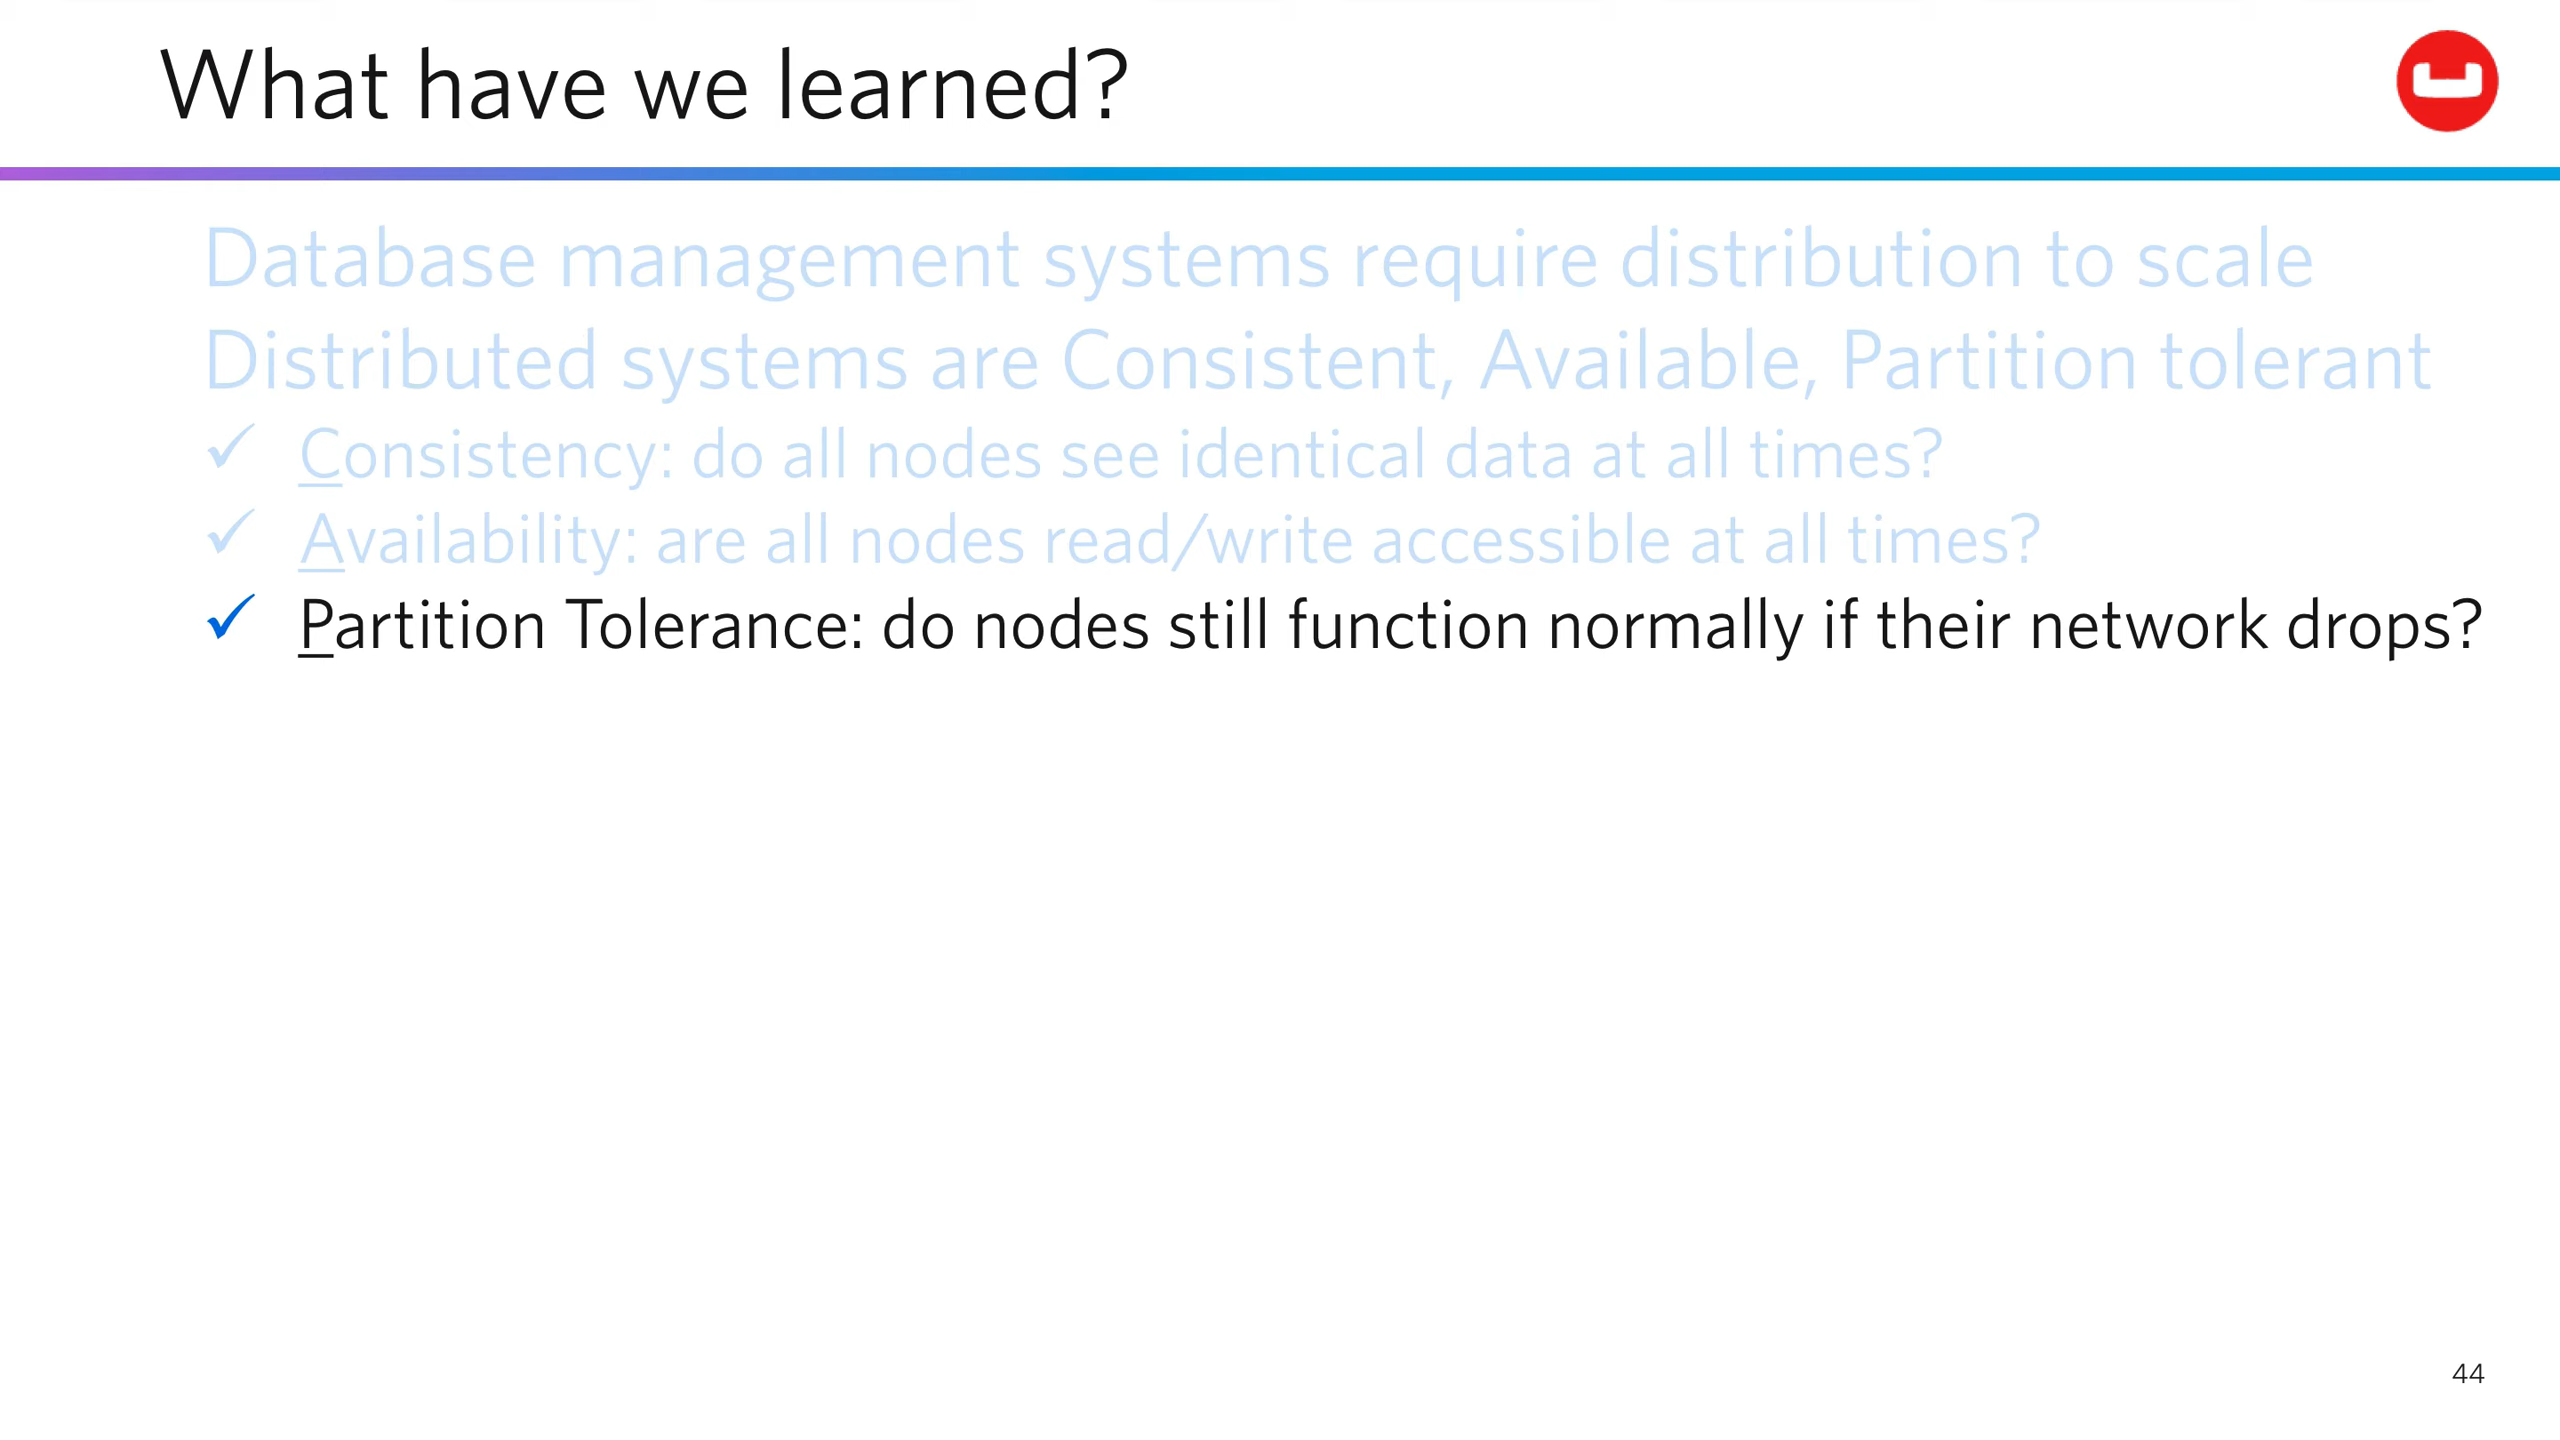 What have we learned?
Database management systems require distribution to scale
Distributed systems are Consistent, Available, Partition tolerant
✓ Consistency: do all nodes see identical data at all times?
✓ Availability: are all nodes read/write accessible at all times?
✓ Partition Tolerance: do nodes still function normally if their network drops?
44